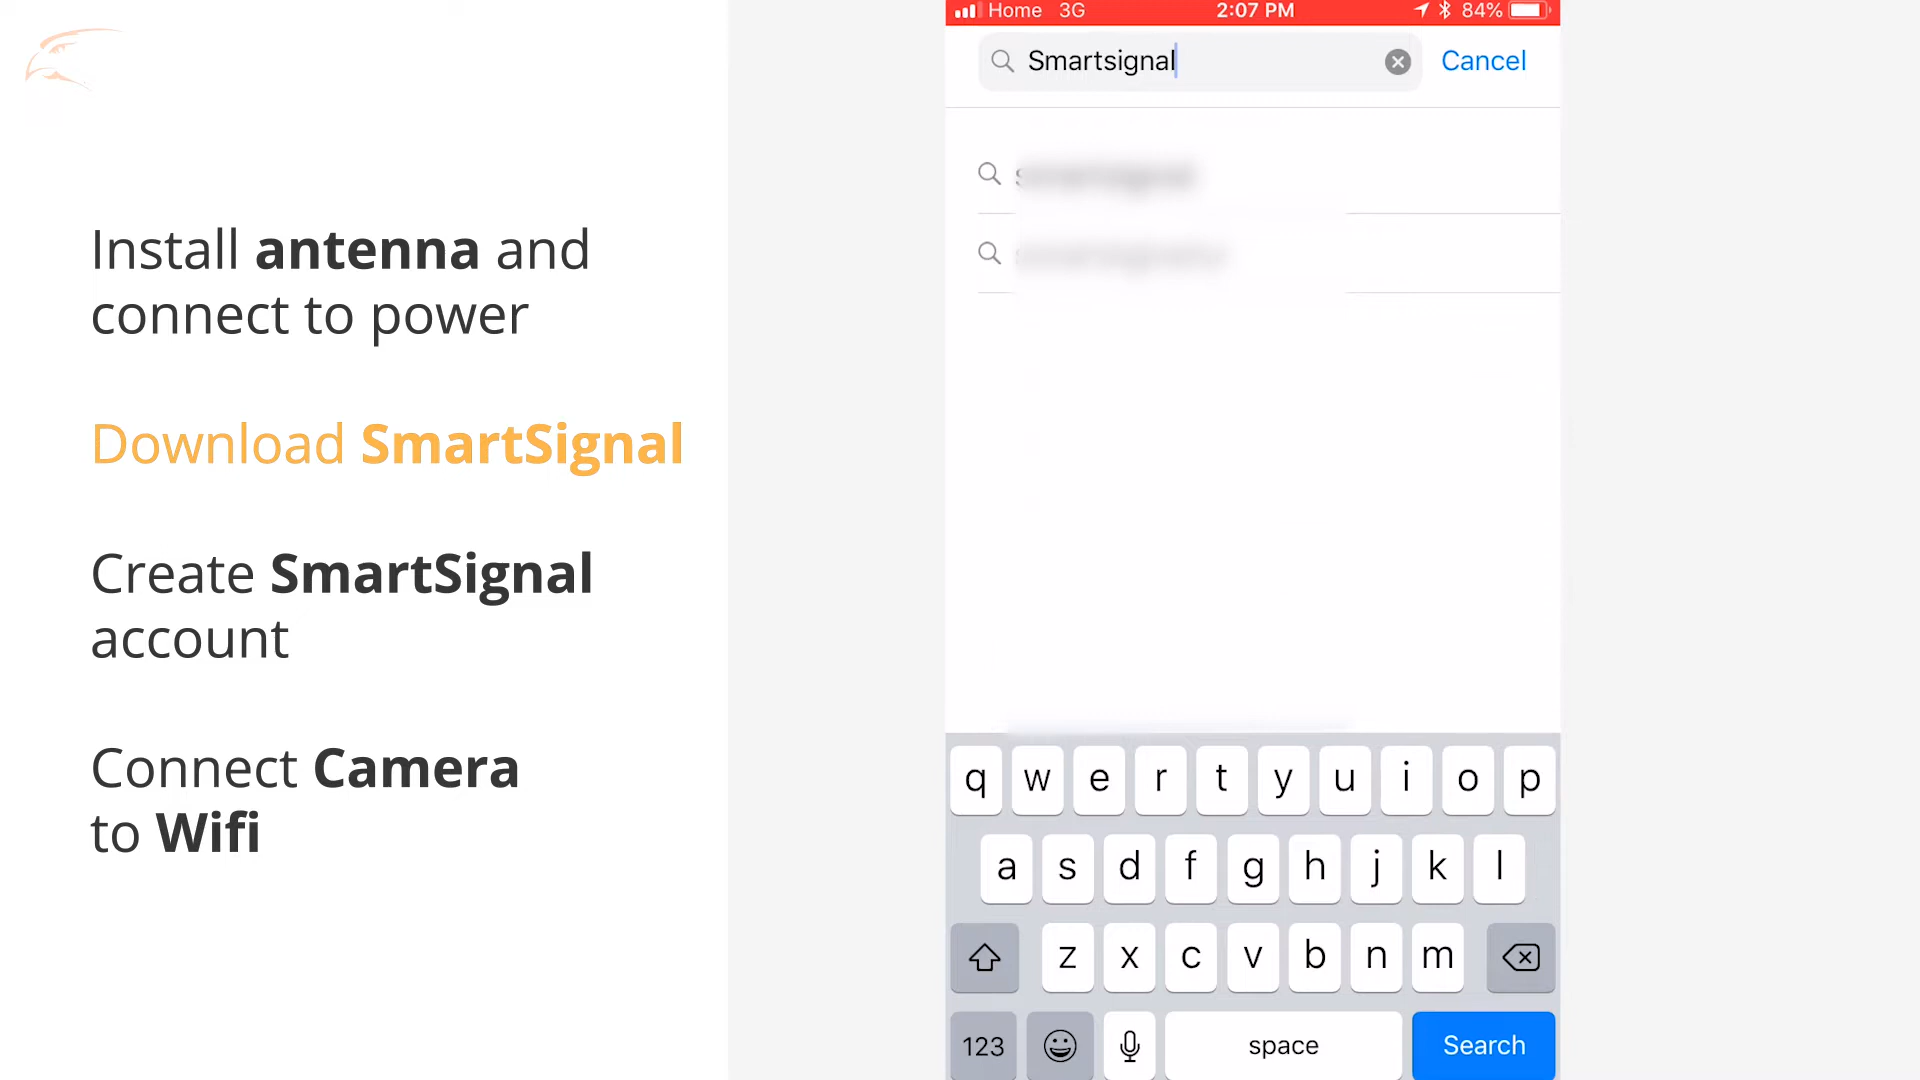 Install antenna and
connect to power
Download SmartSignal
Create SmartSignal
account
Connect Camera
to Wifi
Home 3G 2:07 PM 84%
Smartsignal Cancel
q w e r t y u i o p
a s d f g h j k l
z x c v b n m
123 space Search